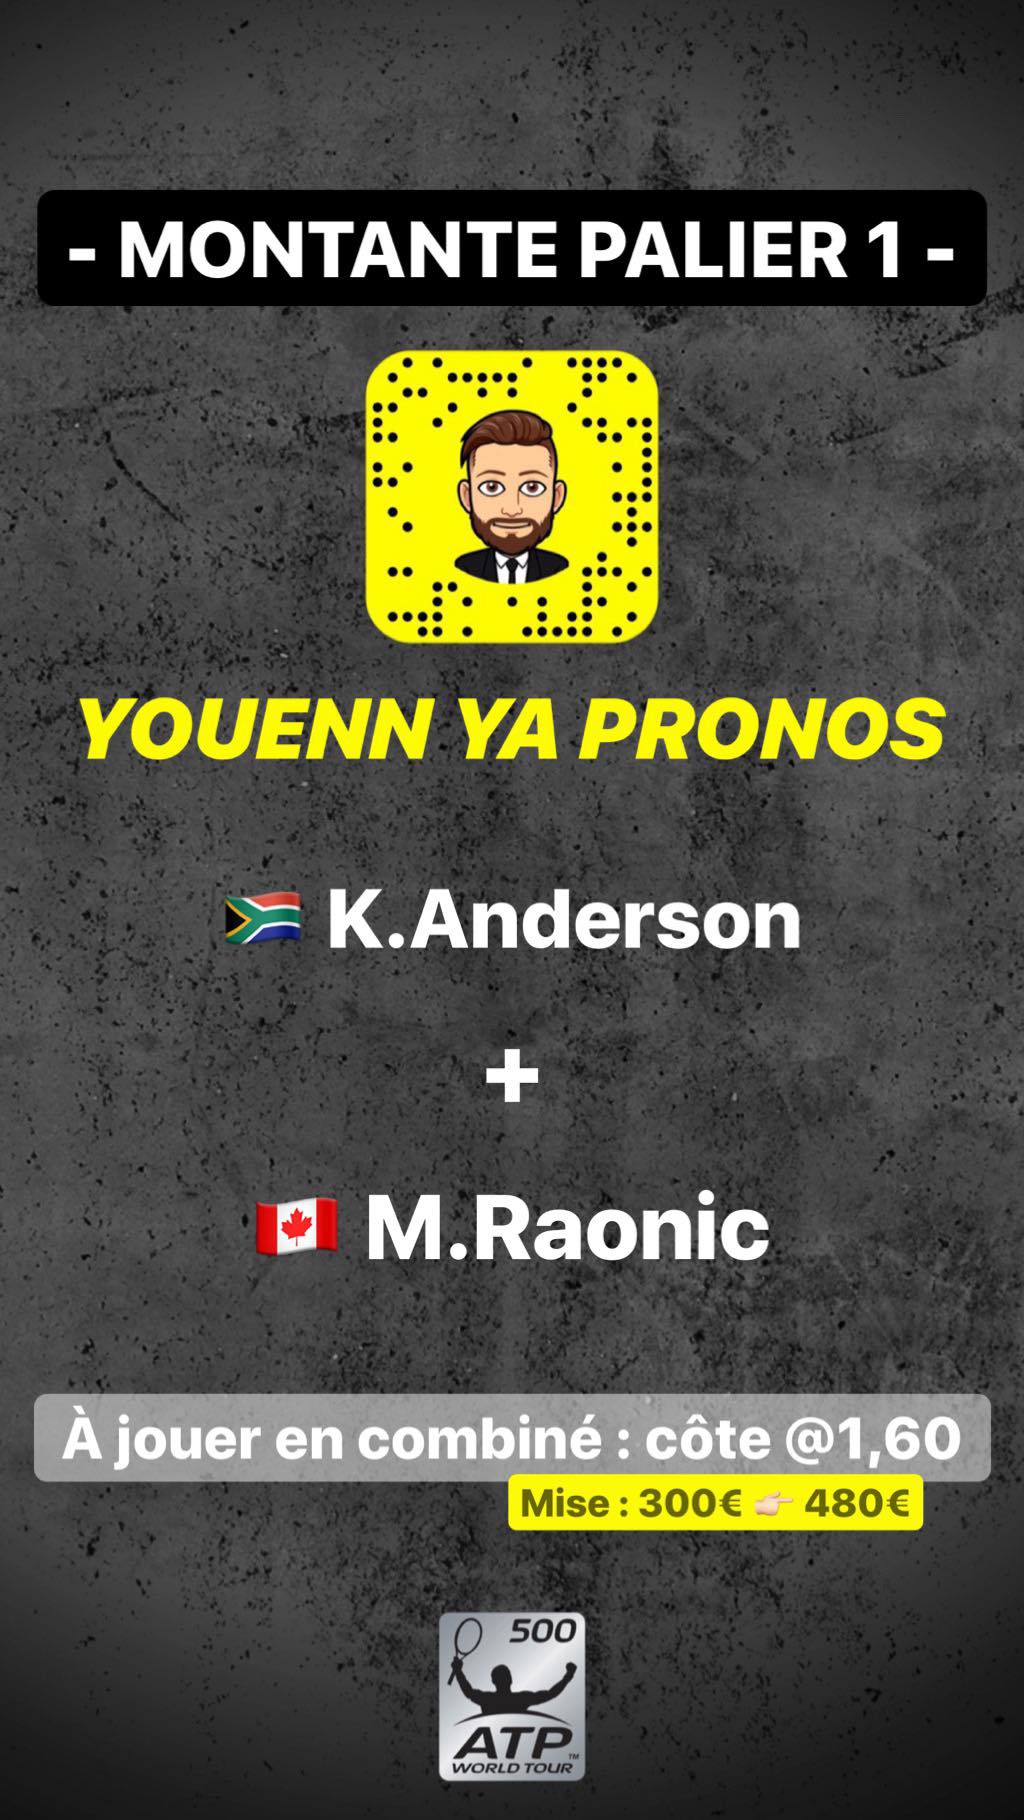 - MONTANTE PALIER 1 -
YOUENN YA PRONOS
🇿🇦 K.Anderson
+
🇨🇦 M.Raonic
À jouer en combiné : côte @1,60
Mise : 300€ 👉🏻 480€
500
ATP
WORLD TOUR
TM